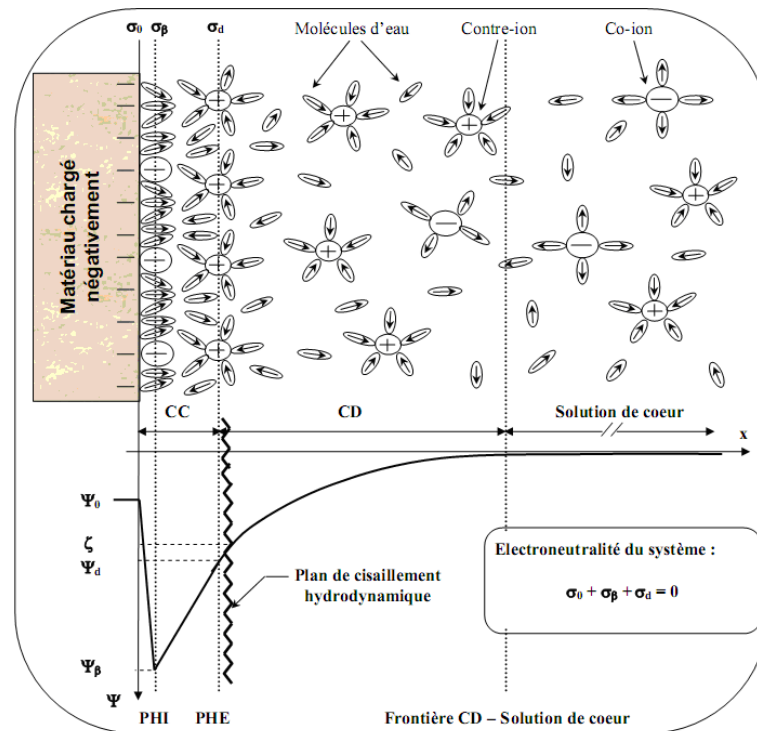 σ₀ σβ σd
Molécules d'eau Contre-ion Co-ion
Matériau chargé
négativement
CC CD Solution de coeur
x
Ψ₀
ζ
Ψd
Ψβ
Ψ
Plan de cisaillement
hydrodynamique
Electroneutralité du système :
σ₀ + σβ + σd = 0
PHI PHE Frontière CD – Solution de coeur